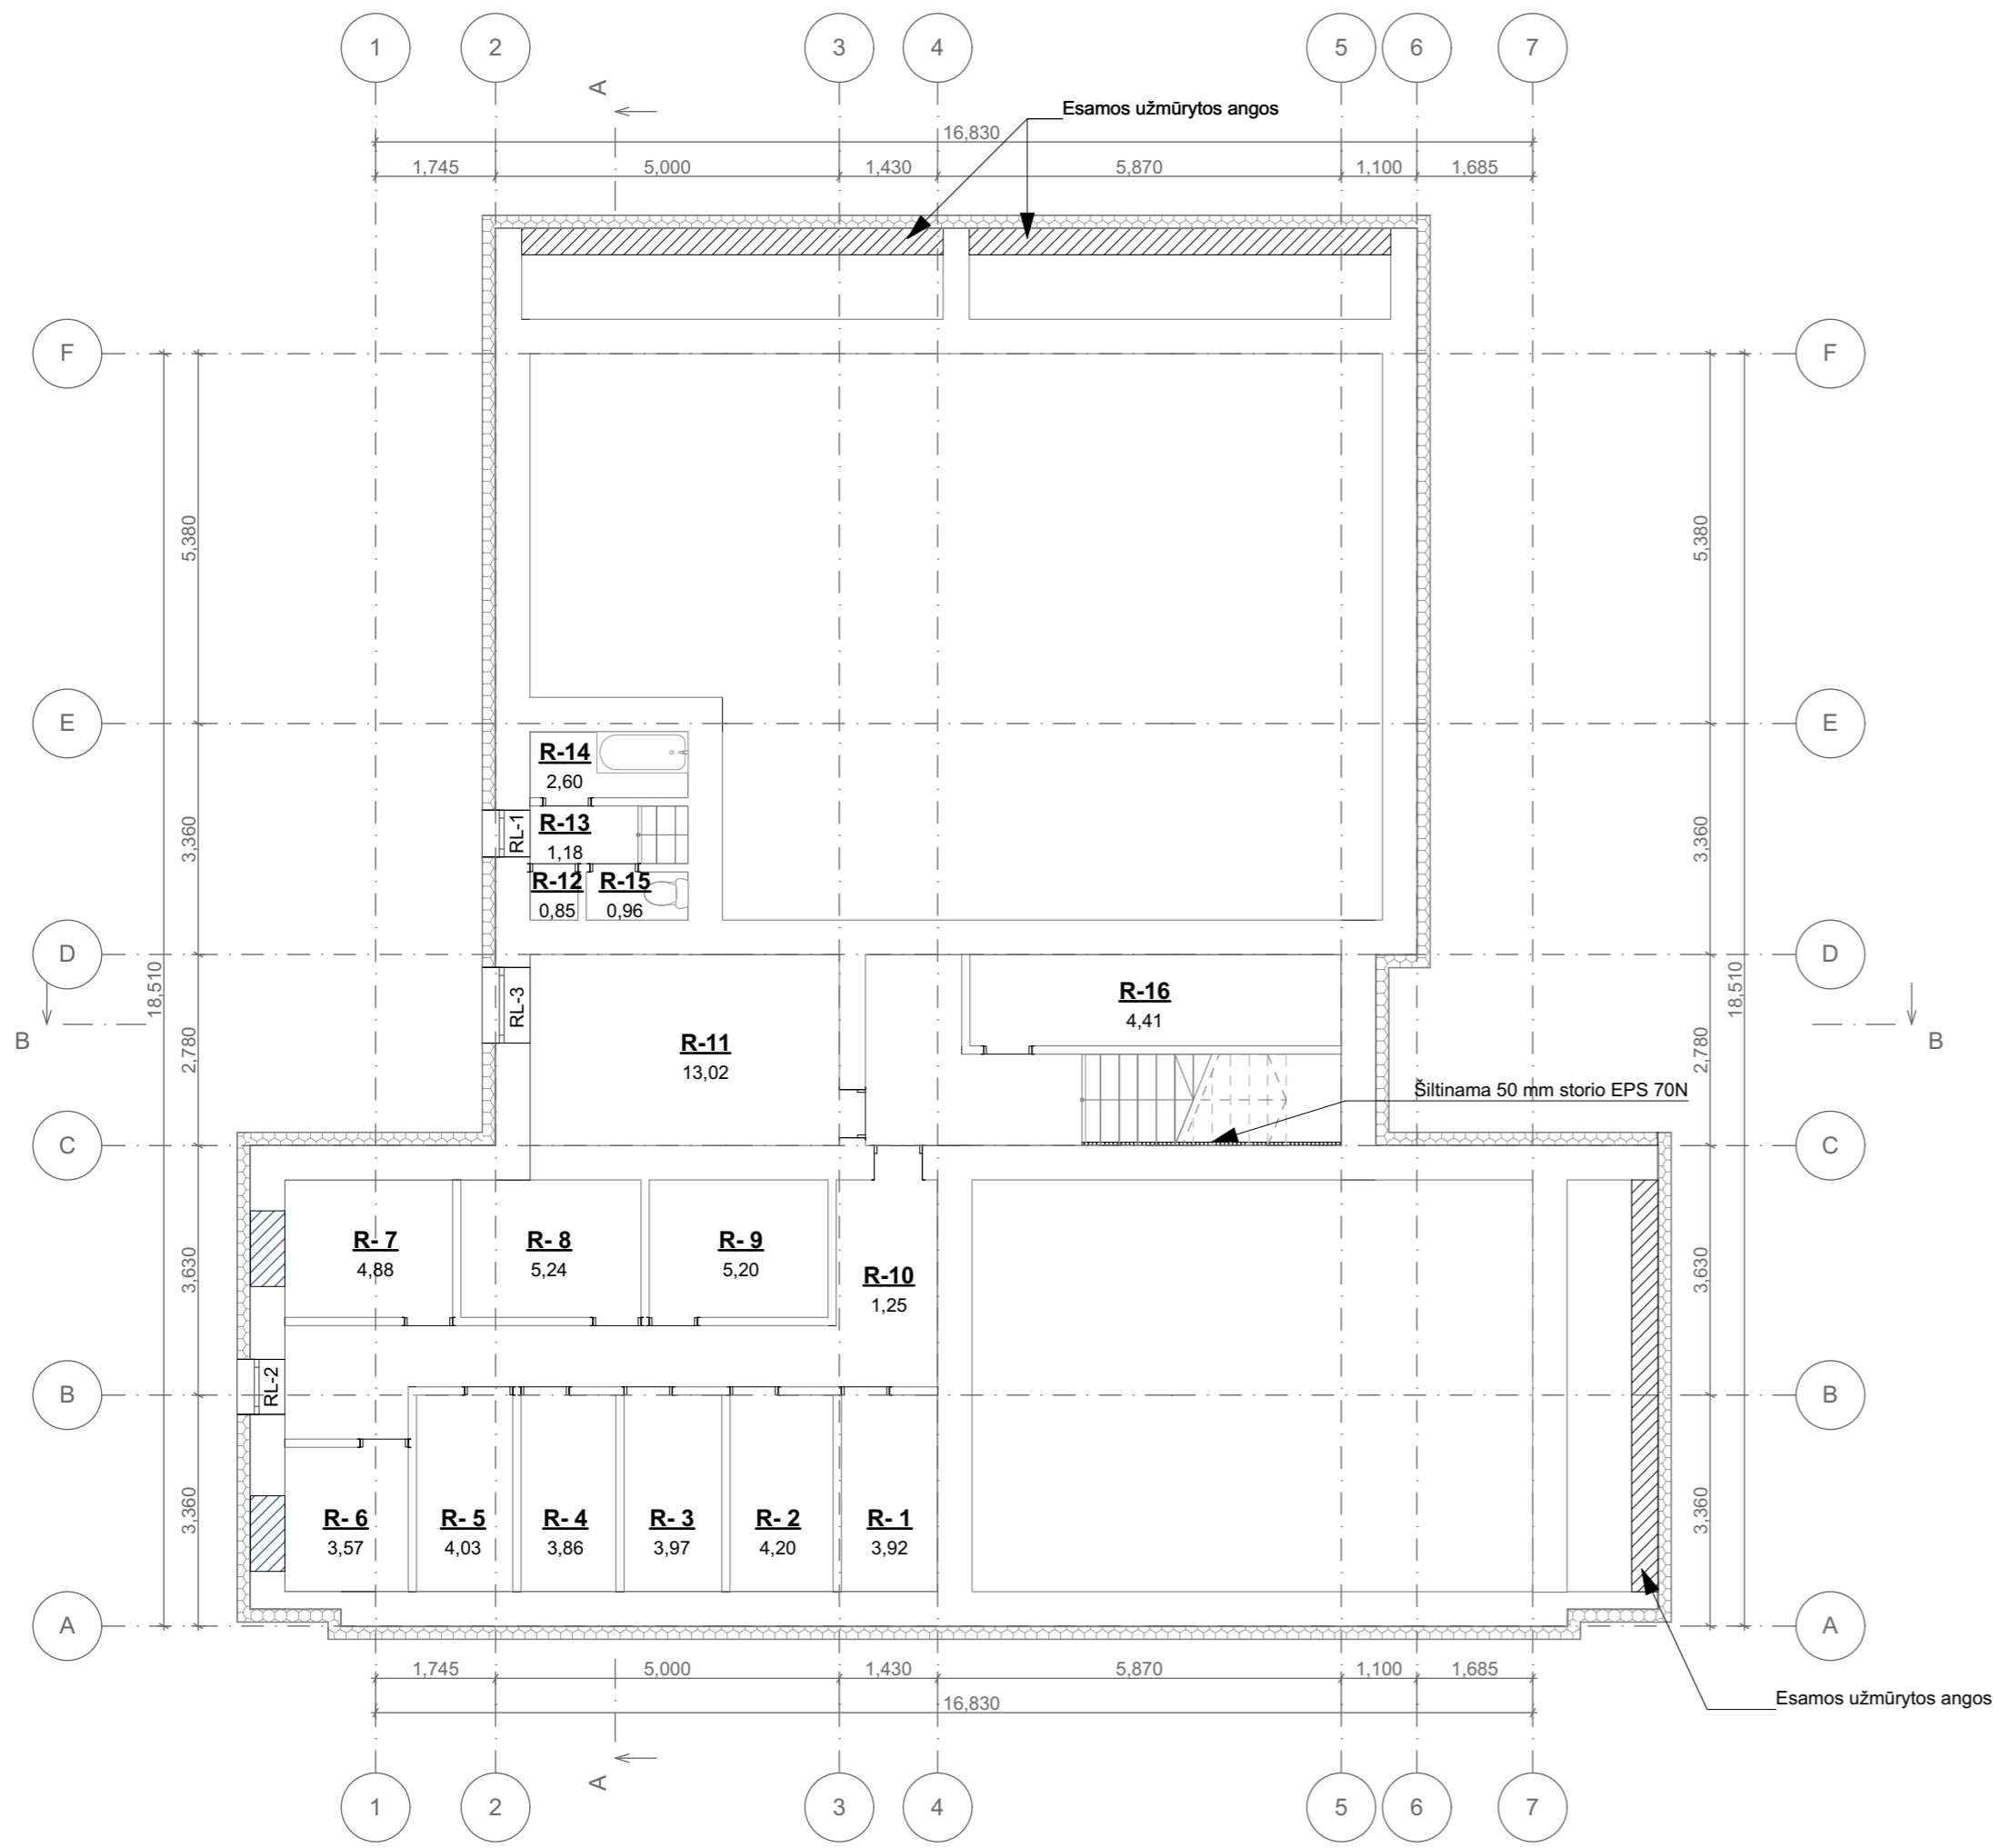 1 2 3 4 5 6 7
A
Esamos užmūrytos angos
16,830
1,745 5,000 1,430 5,870 1,100 1,685
F F
5,380 5,380
E E
R-14
2,60
3,360 3,360
RL-1
R-13
1,18
R-12 R-15
0,85 0,96
D D
18,510 18,510
RL-3
R-16
4,41
B B
R-11
13,02
2,780 2,780
Šiltinama 50 mm storio EPS 70N
C C
R- 7 R- 8 R- 9
4,88 5,24 5,20
3,630 3,630
R-10
1,25
RL-2
B B
R- 6 R- 5 R- 4 R- 3 R- 2 R- 1
3,57 4,03 3,86 3,97 4,20 3,92
3,360 3,360
A A
1,745 5,000 1,430 5,870 1,100 1,685
16,830
Esamos užmūrytos angos
A
1 2 3 4 5 6 7